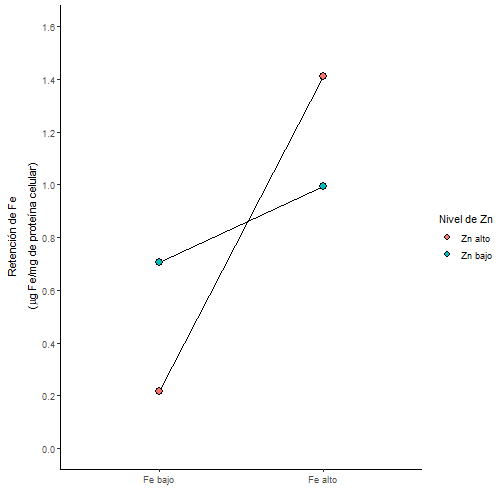 Retención de Fe
(ug Fe/mg de proteína celular)
1.6
1.4
1.2
1.0
0.8
0.6
0.4
0.2
0.0
Fe bajo
Fe alto
Nivel de Zn
Zn alto
Zn bajo